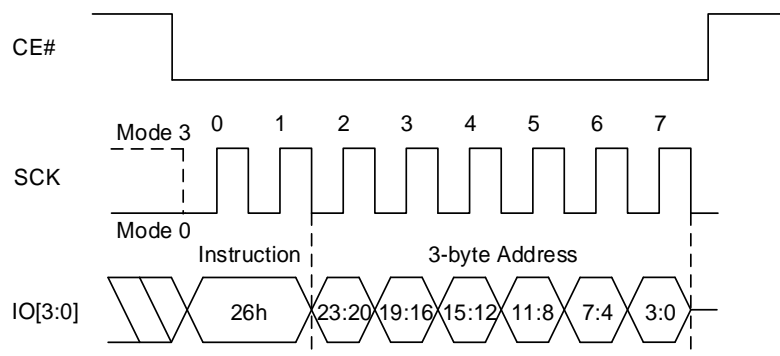 CE#
Mode 3
0 1 2 3 4 5 6 7
SCK
Mode 0
Instruction 3-byte Address
IO[3:0] 26h 23:20 19:16 15:12 11:8 7:4 3:0